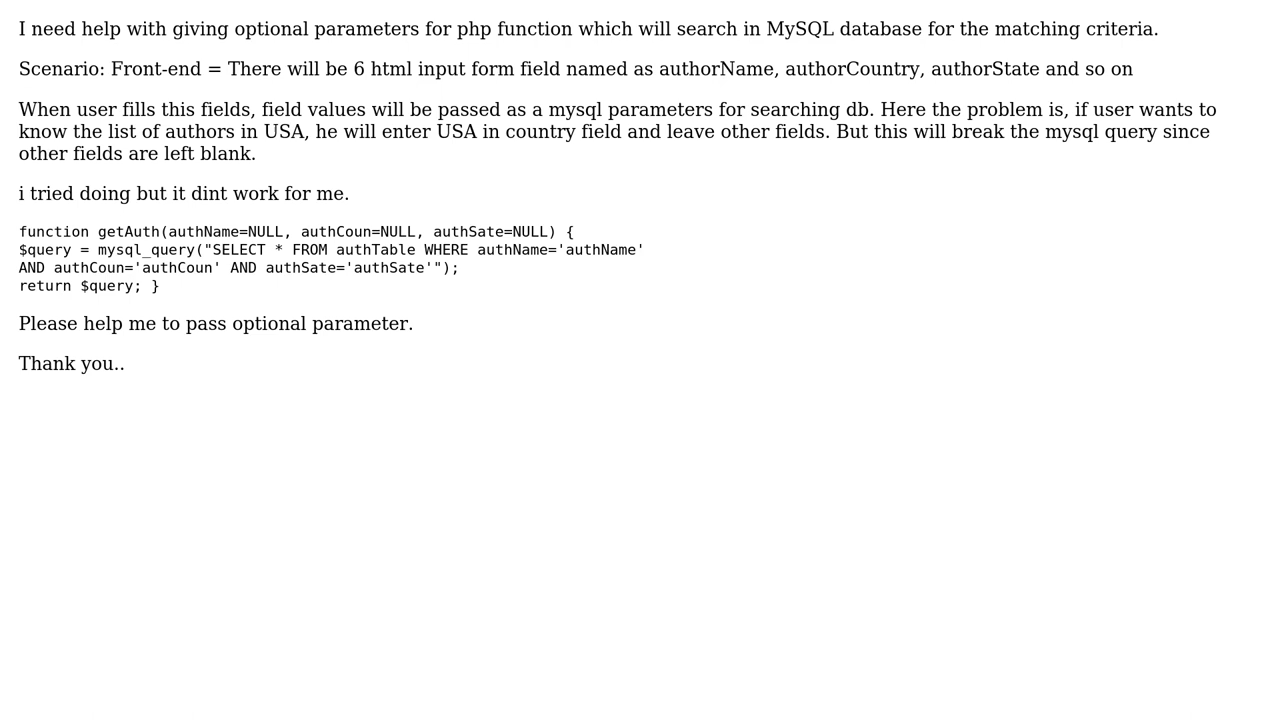 I need help with giving optional parameters for php function which will search in MySQL database for the matching criteria.
Scenario: Front-end = There will be 6 html input form field named as authorName, authorCountry, authorState and so on
When user fills this fields, field values will be passed as a mysql parameters for searching db. Here the problem is, if user wants to
know the list of authors in USA, he will enter USA in country field and leave other fields. But this will break the mysql query since
other fields are left blank.
i tried doing but it dint work for me.
function getAuth(authName=NULL, authCoun=NULL, authSate=NULL) {
$query = mysql_query("SELECT * FROM authTable WHERE authName='authName'
AND authCoun='authCoun' AND authSate='authSate'");
return $query; }
Please help me to pass optional parameter.
Thank you..